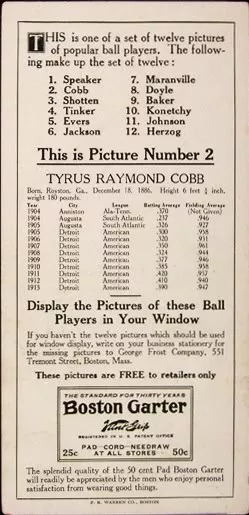 THIS is one of a set of twelve pictures
of popular ball players. The follow-
ing make up the set of twelve:
1. Speaker 7. Maranville
2. Cobb 8. Doyle
3. Shotten 9. Baker
4. Tinker 10. Konetchy
5. Evers 11. Johnson
6. Jackson 12. Herzog
This is Picture Number 2
TYRUS RAYMOND COBB
Born, Royston, Ga., December 18, 1886. Height 6 feet ¾ inch,
weight 180 pounds.
Year City League Batting Average Fielding Average
1904 Anniston Ala-Tenn. .370 (Not Given)
1904 Augusta South Atlantic .237 .946
1905 Augusta South Atlantic .326 .927
1905 Detroit American .300 .958
1906 Detroit American .320 .931
1907 Detroit American .350 .961
1908 Detroit American .324 .944
1909 Detroit American .377 .946
1910 Detroit American .385 .958
1911 Detroit American .420 .957
1912 Detroit American .410 .940
1913 Detroit American .390 .947
Display the Pictures of these Ball
Players in Your Window
If you haven't the twelve pictures which should be used
for window display, write on your business stationery for
the missing pictures to George Frost Company, 551
Tremont Street, Boston, Mass.
These pictures are FREE to retailers only
THE STANDARD FOR THIRTY YEARS
Boston Garter
Velvet Grip
REGISTERED IN U. S. PATENT OFFICE
PAD-CORD-NEEDRAW
25c AT ALL STORES 50c
The splendid quality of the 50 cent Pad Boston Garter
will readily be appreciated by the men who enjoy personal
satisfaction from wearing good things.
P. R. WARREN CO., BOSTON